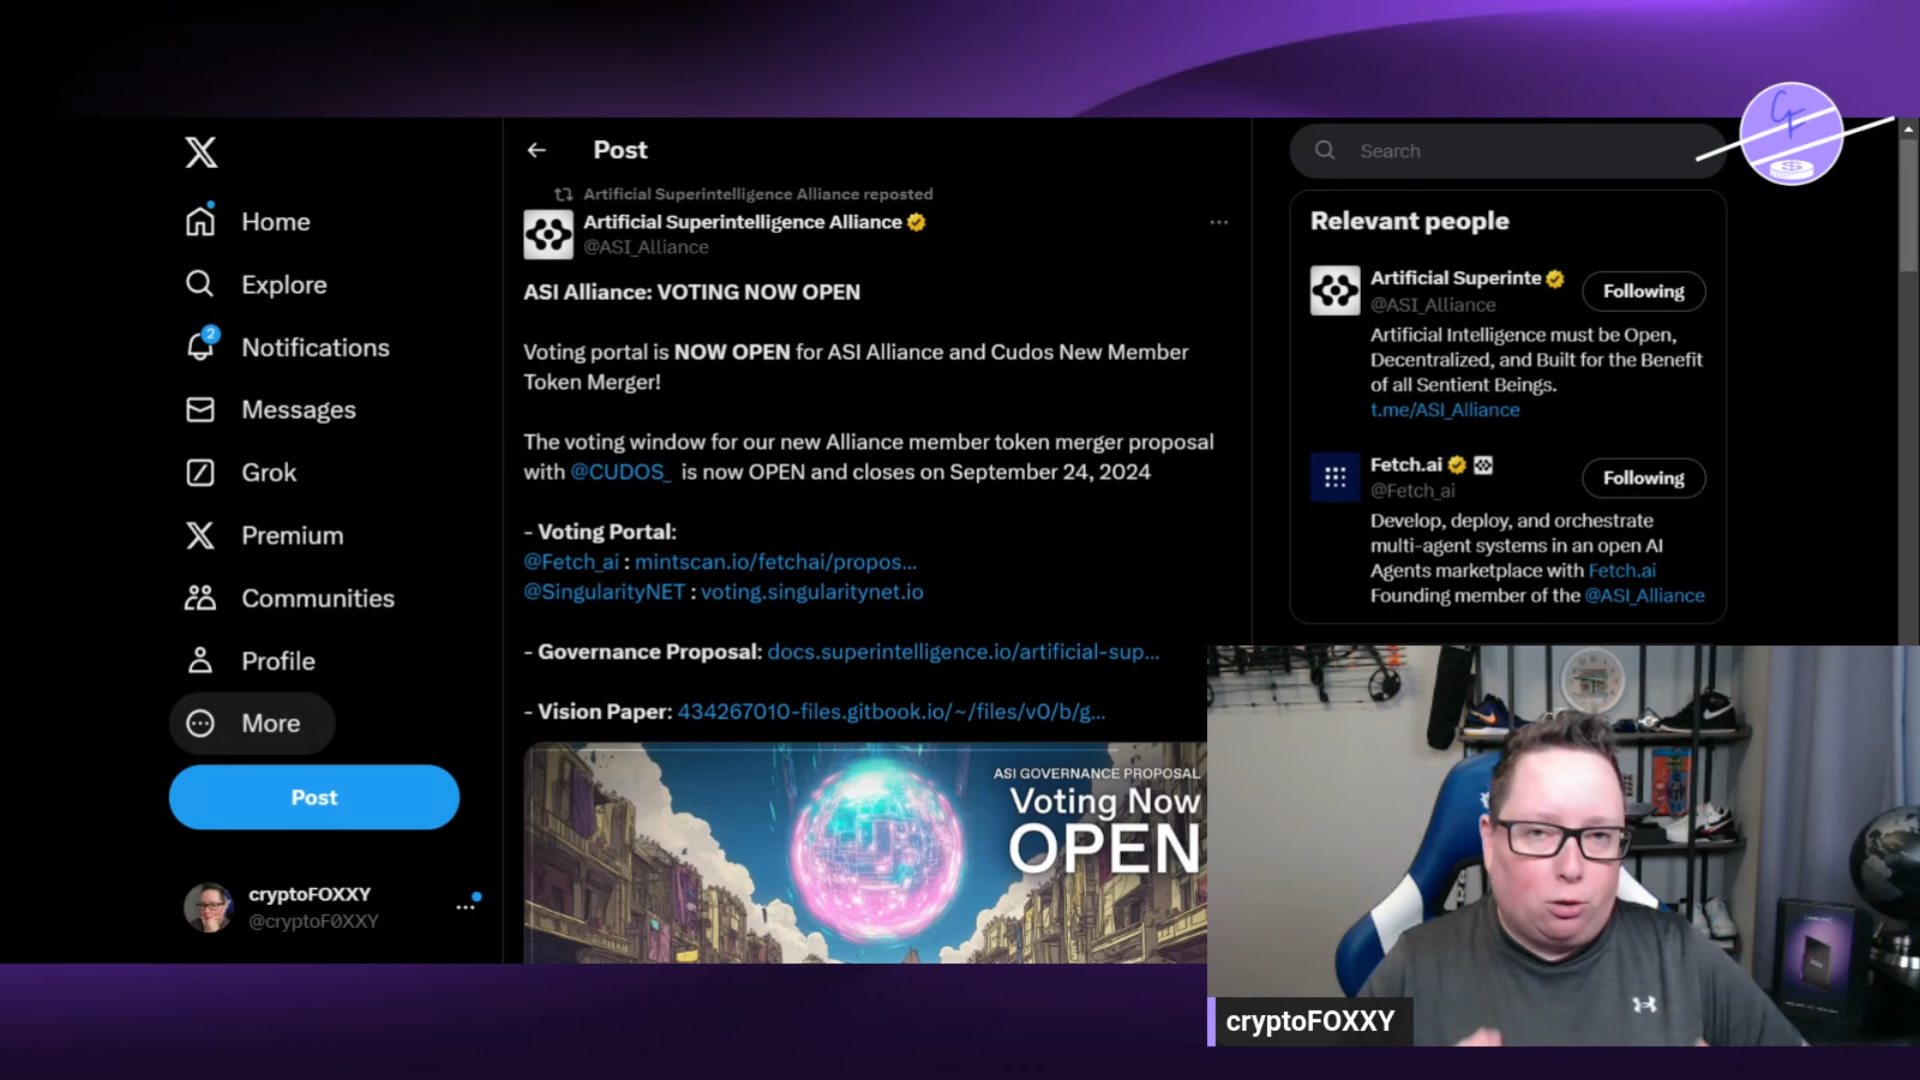 Home
Explore
2
Notifications
Messages
Grok
Premium
Communities
Profile
More
Post
cryptoFOXXY
@cryptoF0XXY
Post
Artificial Superintelligence Alliance reposted
Artificial Superintelligence Alliance
@ASI_Alliance
ASI Alliance: VOTING NOW OPEN
Voting portal is NOW OPEN for ASI Alliance and Cudos New Member
Token Merger!
The voting window for our new Alliance member token merger proposal
with @CUDOS_ is now OPEN and closes on September 24, 2024
- Voting Portal:
@Fetch_ai : mintscan.io/fetchai/propos...
@SingularityNET : voting.singularitynet.io
- Governance Proposal: docs.superintelligence.io/artificial-sup...
- Vision Paper: 434267010-files.gitbook.io/~/files/v0/b/g...
ASI GOVERNANCE PROPOSAL
Voting Now
OPEN
Search
CF
$
Relevant people
Artificial Superinte
@ASI_Alliance
Following
Artificial Intelligence must be Open,
Decentralized, and Built for the Benefit
of all Sentient Beings.
t.me/ASI_Alliance
Fetch.ai
@Fetch_ai
Following
Develop, deploy, and orchestrate
multi-agent systems in an open AI
Agents marketplace with Fetch.ai
Founding member of the @ASI_Alliance
cryptoFOXXY